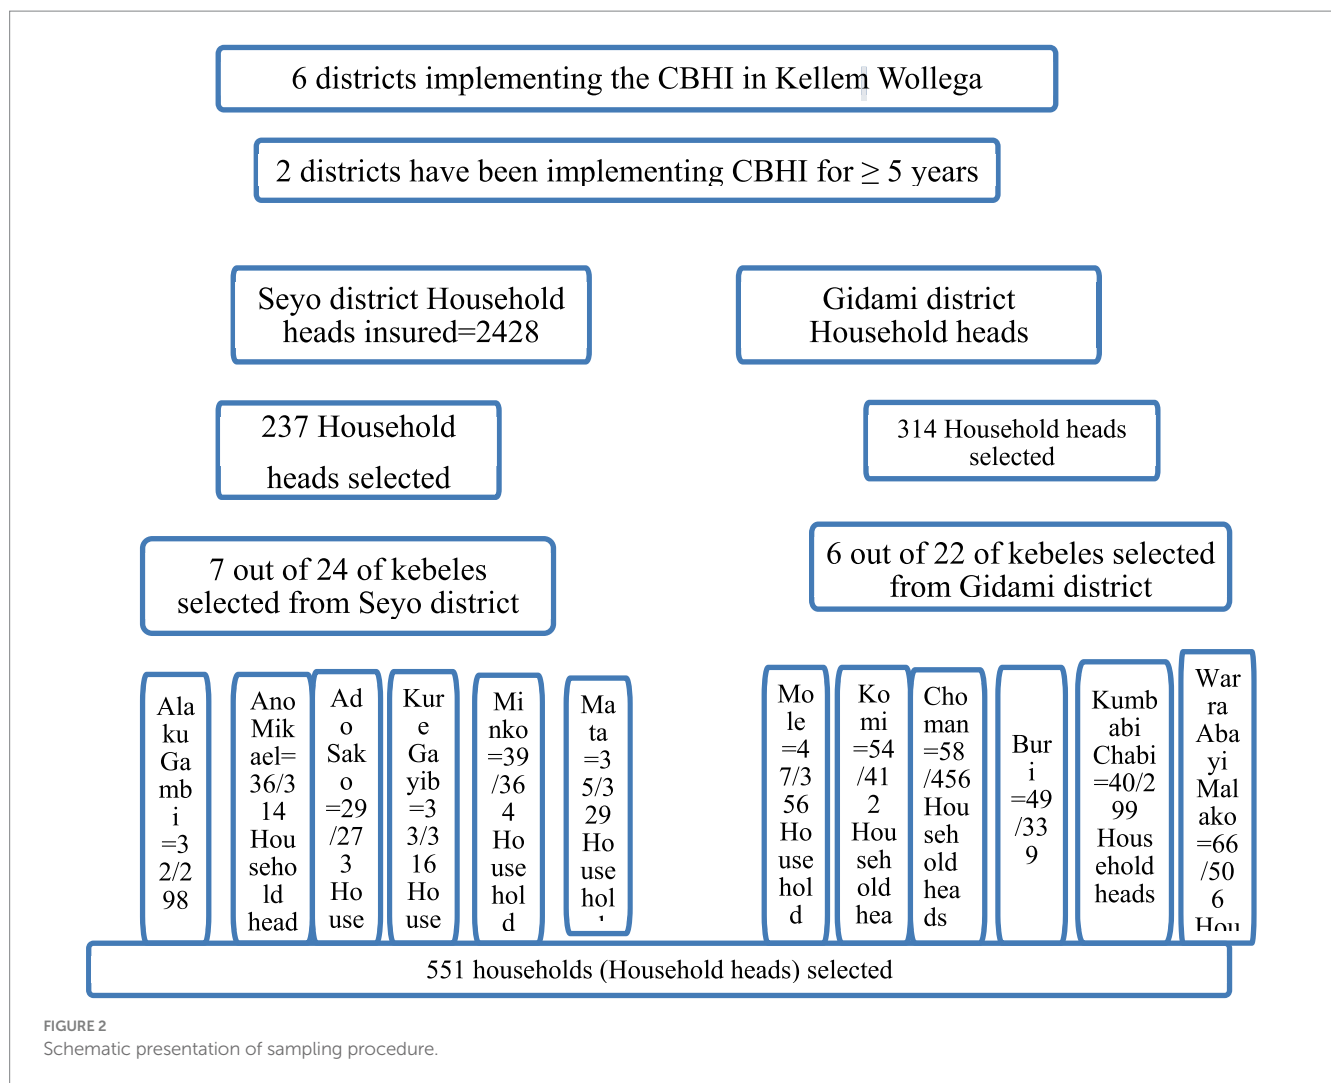 6 districts implementing the CBHI in Kellem Wollega
2 districts have been implementing CBHI for ≥ 5 years
Seyo district Household
heads insured=2428
Gidami district
Household heads
237 Household
heads selected
314 Household heads
selected
7 out of 24 of kebeles
selected from Seyo district
6 out of 22 of kebeles selected
from Gidami district
Ala
ku
Ga
mb
i
=3
2/2
98
Ano
Mik
ael=
36/3
14
Hou
seho
ld
head
Ad
o
Sak
o
=29
/27
3
Ho
use
Kur
e
Ga
yib
=3
3/3
16
Ho
use
Mi
nko
=39
/36
4
Ho
use
hol
d
Ma
ta
=3
5/3
29
Ho
use
hol
Mo
le
=4
7/3
56
Ho
use
hol
d
Ko
mi
=54
/41
2
Hou
seh
old
hea
Cho
man
=58
/456
Hou
seh
old
hea
ds
Bur
i
=49
/33
9
Kumb
abi
Chabi
=40/2
99
Hous
ehold
heads
War
ra
Aba
yi
Mal
ako
=66
/50
6
Hou
551 households (Household heads) selected
FIGURE 2
Schematic presentation of sampling procedure.